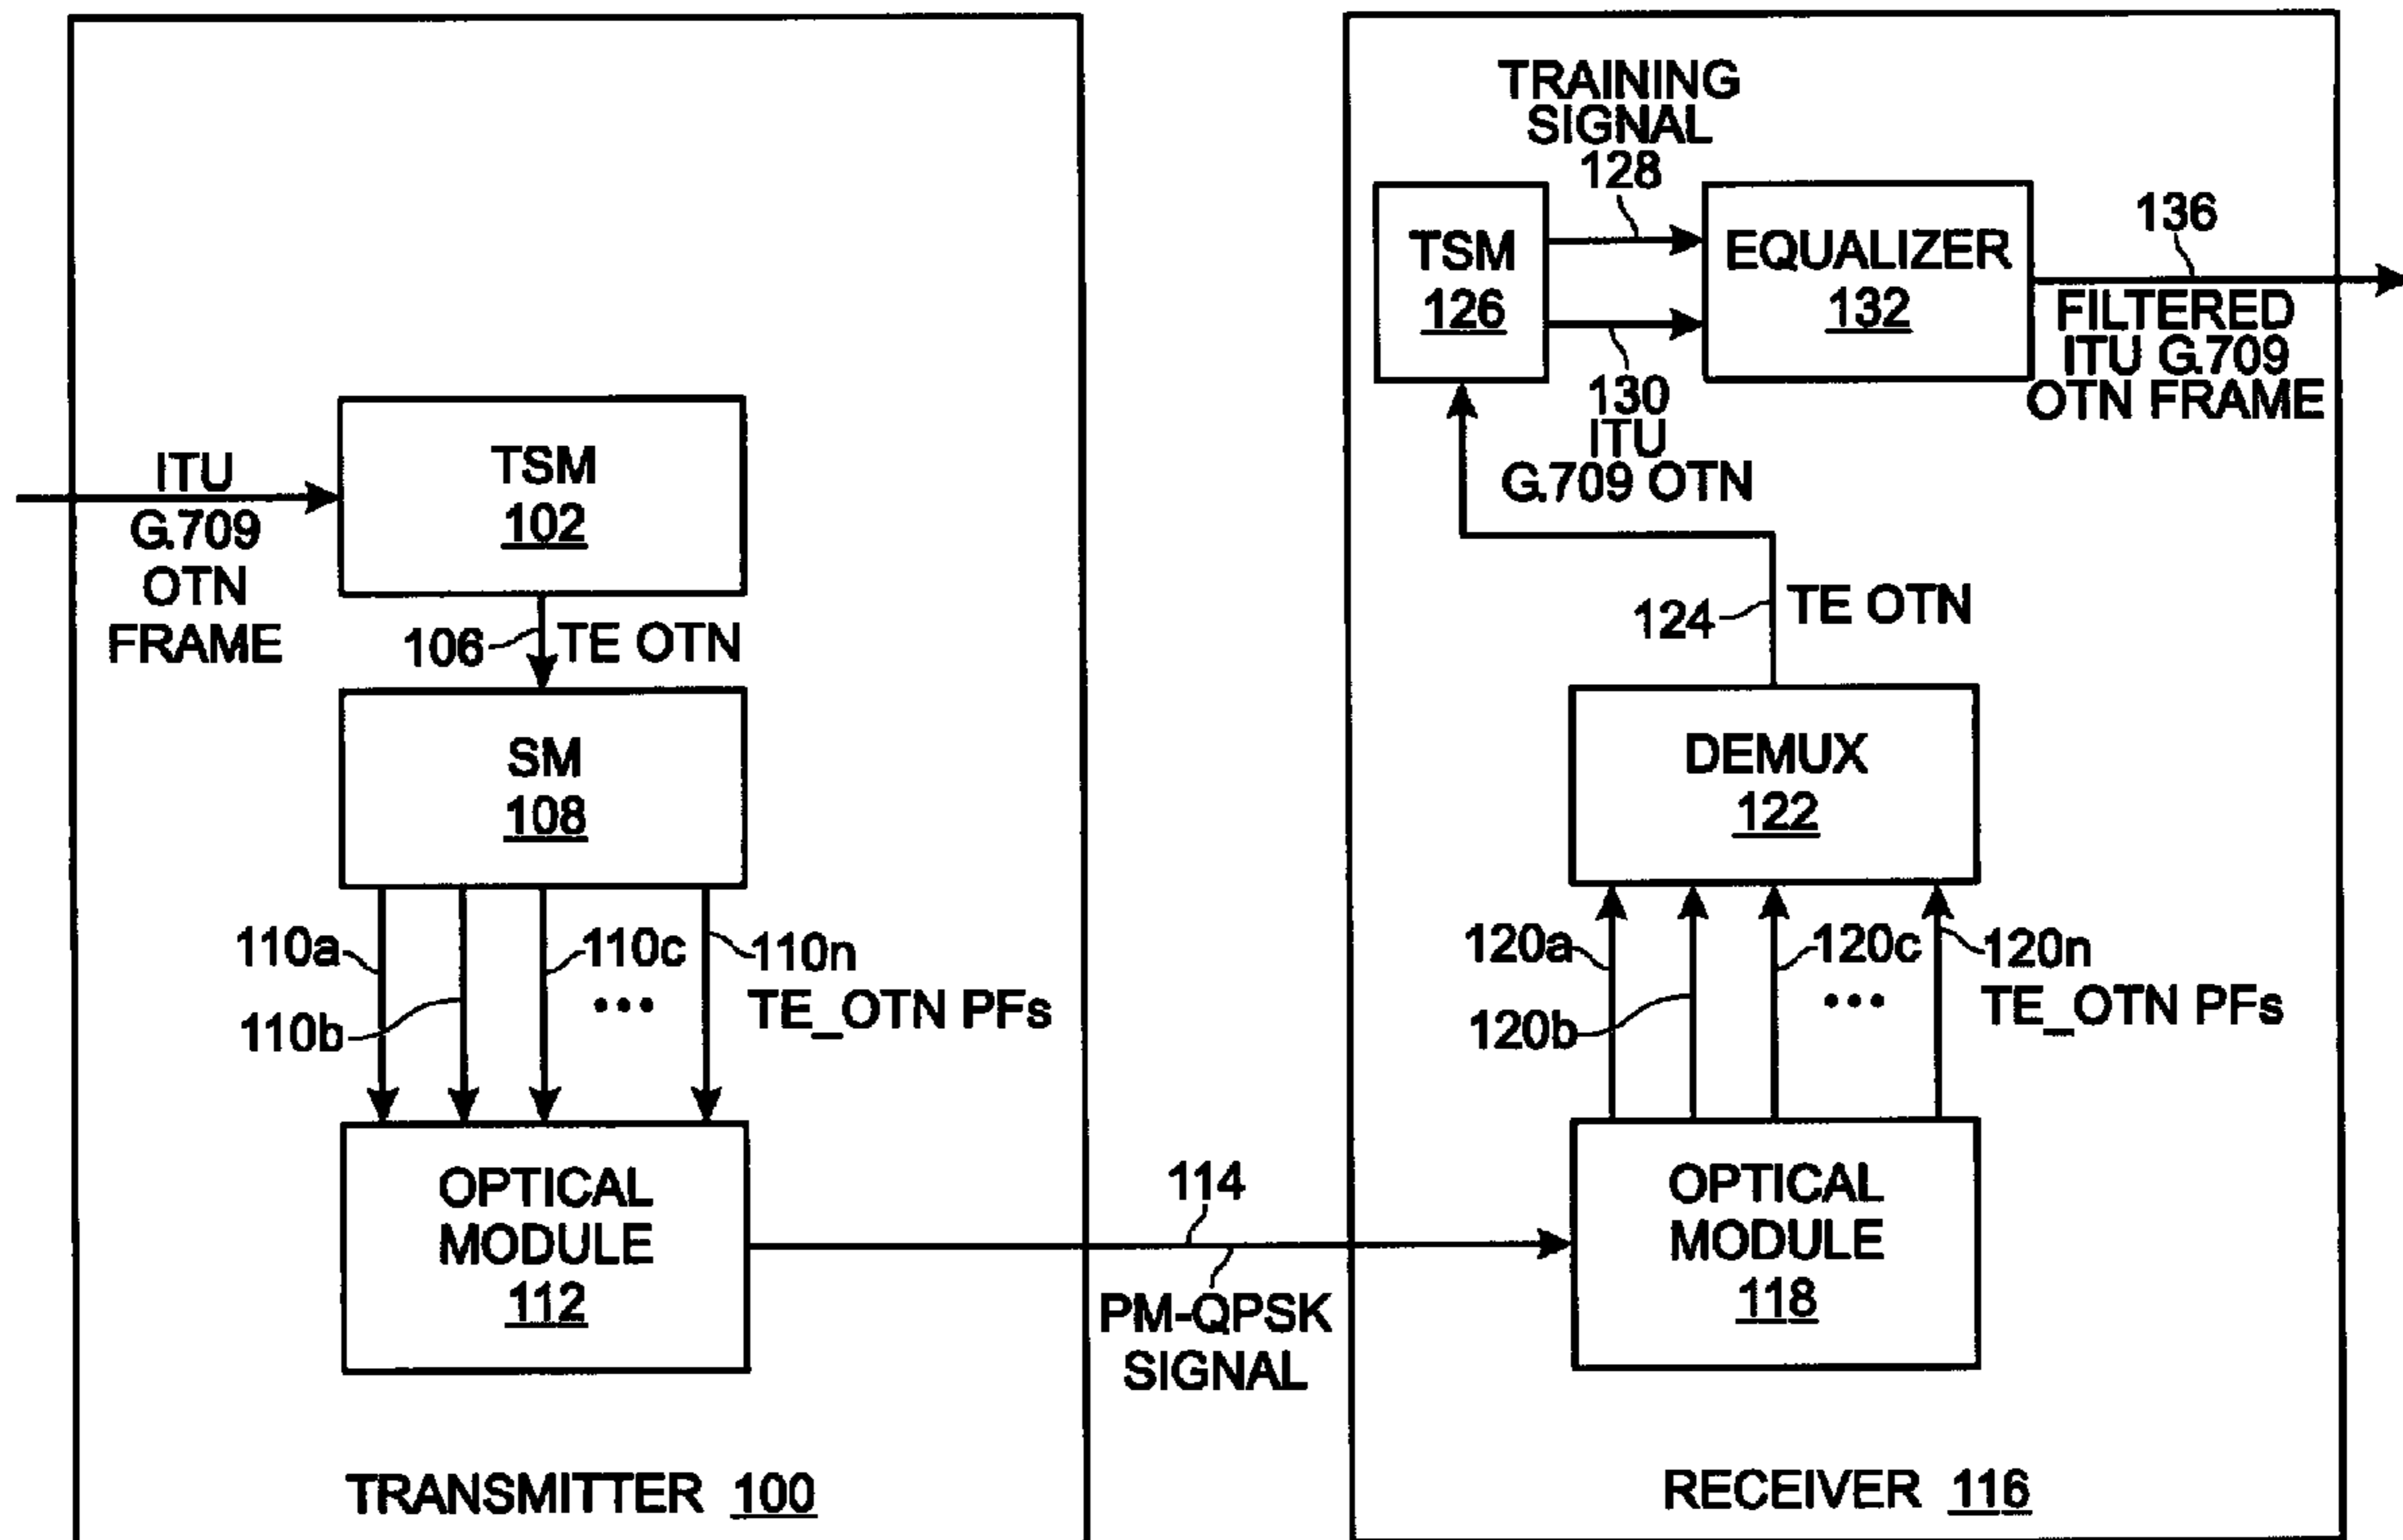 ITU
G.709
OTN
FRAME
TSM
102
106
TE OTN
SM
108
110a
110b
110c
...
110n
TE_OTN PFs
OPTICAL
MODULE
112
TRANSMITTER 100
114
PM-QPSK
SIGNAL
TRAINING
SIGNAL
128
TSM
126
EQUALIZER
132
136
FILTERED
ITU G.709
OTN FRAME
130
ITU
G.709 OTN
124
TE OTN
DEMUX
122
120a
120b
120c
...
120n
TE_OTN PFs
OPTICAL
MODULE
118
RECEIVER 116